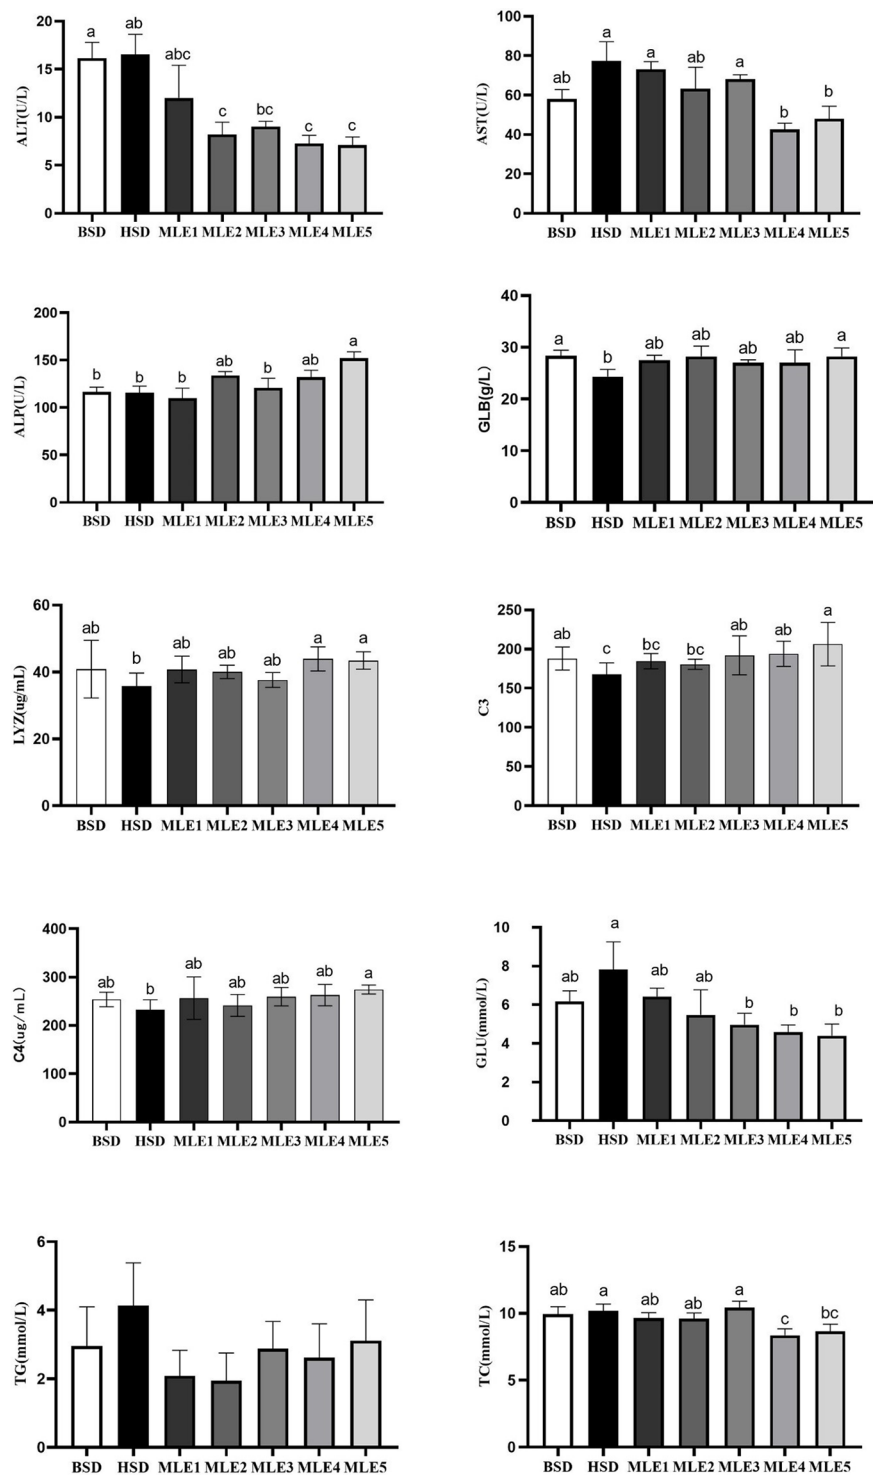 ALT(U/L)
20
15
10
5
0
a ab abc c bc c c
BSD HSD MLE1 MLE2 MLE3 MLE4 MLE5
AST(U/L)
100
80
60
40
20
0
ab a a ab a b b
BSD HSD MLE1 MLE2 MLE3 MLE4 MLE5
ALP(U/L)
200
150
100
50
0
b b b ab b ab a
BSD HSD MLE1 MLE2 MLE3 MLE4 MLE5
GLB(g/L)
40
30
20
10
0
a b ab ab ab ab a
BSD HSD MLE1 MLE2 MLE3 MLE4 MLE5
LYZ(ug/mL)
60
40
20
0
ab b ab ab ab a a
BSD HSD MLE1 MLE2 MLE3 MLE4 MLE5
C3
250
200
150
100
50
0
ab c bc bc ab ab a
BSD HSD MLE1 MLE2 MLE3 MLE4 MLE5
C4(ug/mL)
400
300
200
100
0
ab b ab ab ab ab a
BSD HSD MLE1 MLE2 MLE3 MLE4 MLE5
GLU(mmol/L)
10
8
6
4
2
0
ab a ab ab b b b
BSD HSD MLE1 MLE2 MLE3 MLE4 MLE5
TG(mmol/L)
6
4
2
0
BSD HSD MLE1 MLE2 MLE3 MLE4 MLE5
TC(mmol/L)
15
10
5
0
ab a ab ab a c bc
BSD HSD MLE1 MLE2 MLE3 MLE4 MLE5